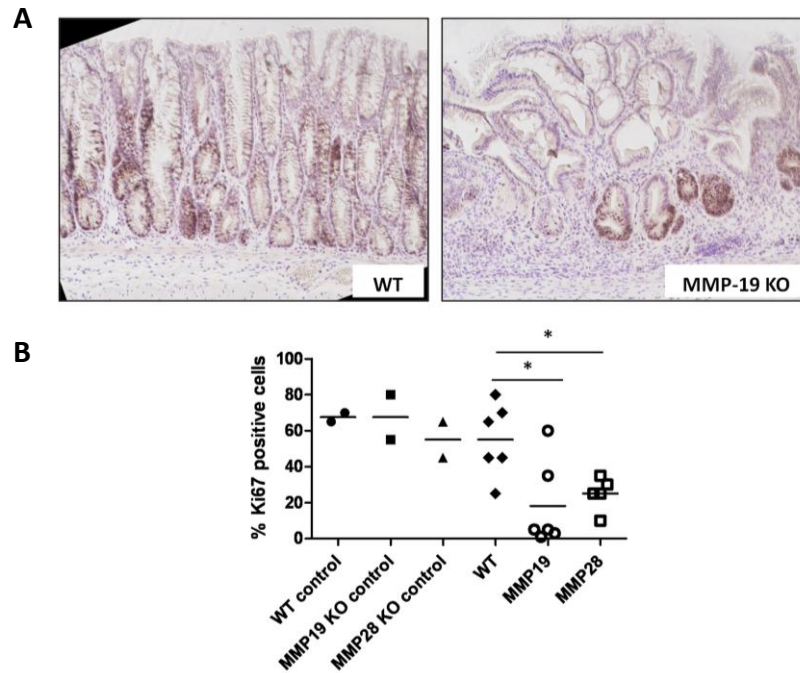 A
WT
MMP-19 KO
B
*
*
100
80
60
40
20
0
% Ki67 positive cells
WT control
MMP19 KO control
MMP28 KO control
WT
MMP19
MMP28